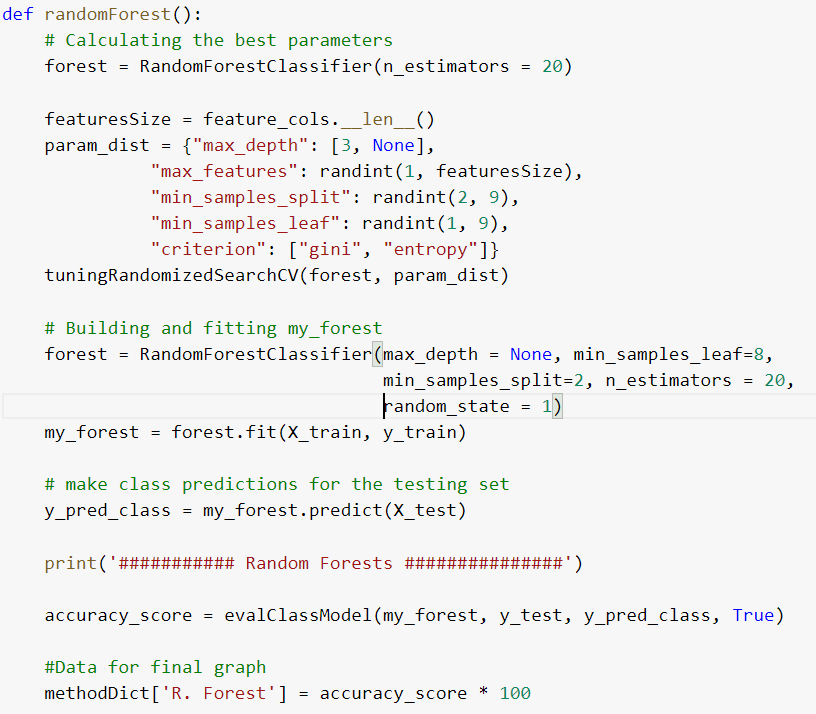 def randomForest():
    # Calculating the best parameters
    forest = RandomForestClassifier(n_estimators = 20)

    featuresSize = feature_cols.__len__()
    param_dist = {"max_depth": [3, None],
              "max_features": randint(1, featuresSize),
              "min_samples_split": randint(2, 9),
              "min_samples_leaf": randint(1, 9),
              "criterion": ["gini", "entropy"]}
    tuningRandomizedSearchCV(forest, param_dist)

    # Building and fitting my_forest
    forest = RandomForestClassifier(max_depth = None, min_samples_leaf=8,
                                    min_samples_split=2, n_estimators = 20,
                                    random_state = 1)
    my_forest = forest.fit(X_train, y_train)

    # make class predictions for the testing set
    y_pred_class = my_forest.predict(X_test)

    print('########### Random Forests ###############')

    accuracy_score = evalClassModel(my_forest, y_test, y_pred_class, True)

    #Data for final graph
    methodDict['R. Forest'] = accuracy_score * 100